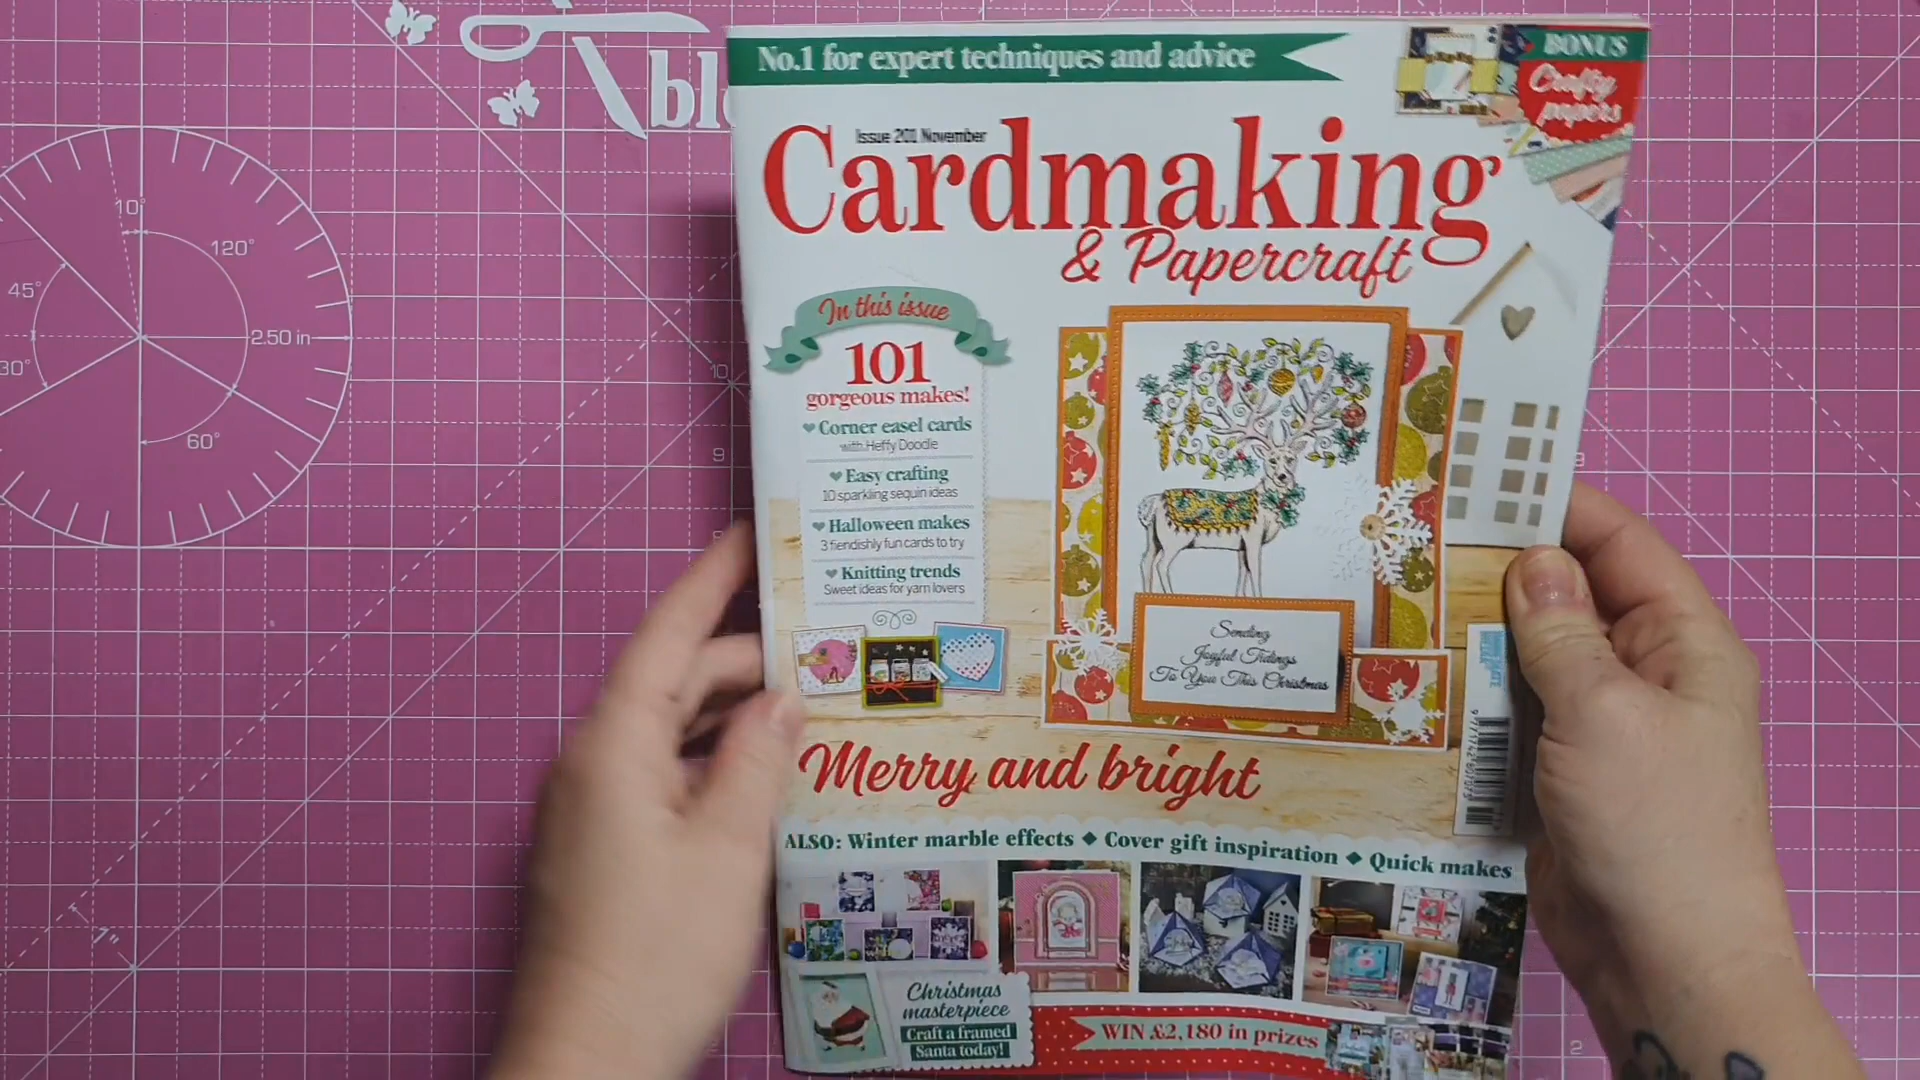 No.1 for expert techniques and advice
BONUS
Crafty
papers
Issue 201 November
Cardmaking
& Papercraft
In this issue
101
gorgeous makes!
Corner easel cards
with Heffy Doodle
Easy crafting
10 sparkling sequin ideas
Halloween makes
3 fiendishly fun cards to try
Knitting trends
Sweet ideas for yarn lovers
Sending
Joyful Tidings
To You This Christmas
Merry and bright
ALSO: Winter marble effects ◆ Cover gift inspiration ◆ Quick makes
Christmas
masterpiece
Craft a framed
Santa today!
WIN £2,180 in prizes
10°
120°
45°
2.50 in
30°
60°
1"
10
9
8
9
2